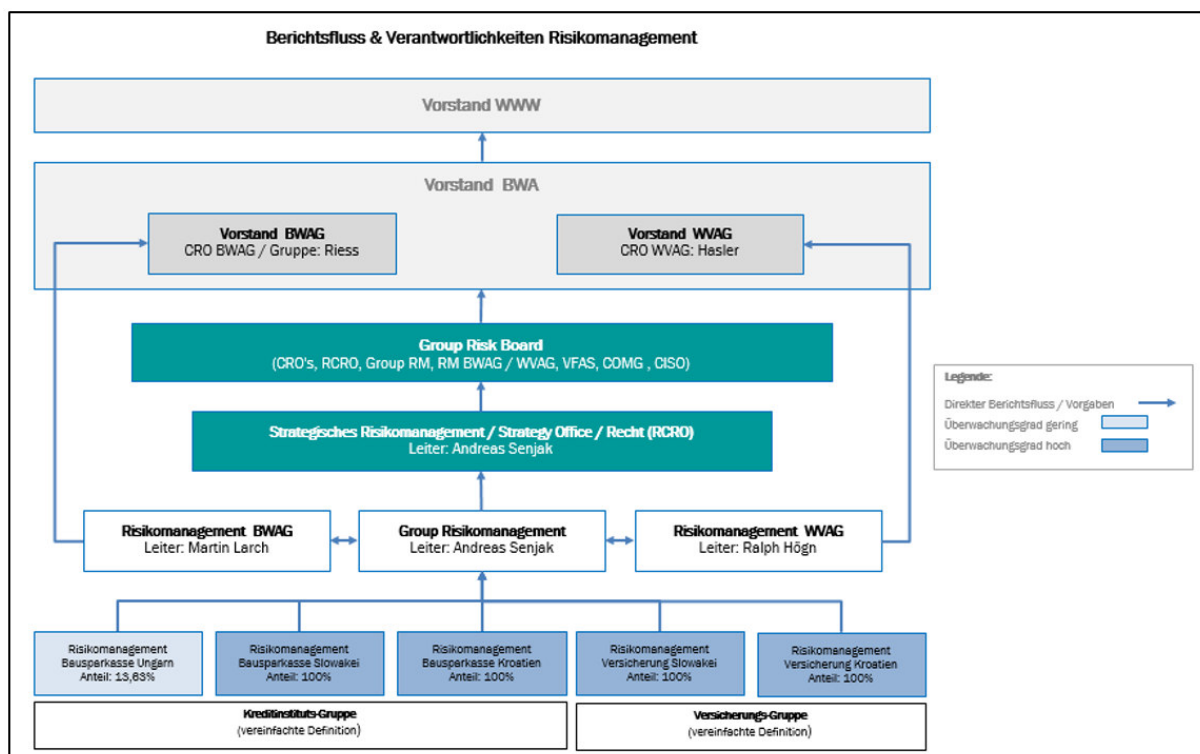 Berichtsfluss & Verantwortlichkeiten Risikomanagement
Vorstand WWW
Vorstand BWA
Vorstand BWAG
CRO BWAG / Gruppe: Riess
Vorstand WVAG
CRO WVAG: Hasler
Group Risk Board
(CRO's, RCRO, Group RM, RM BWAG / WVAG, VFAS, COMG , CISO)
Strategisches Risikomanagement / Strategy Office / Recht (RCRO)
Leiter: Andreas Senjak
Risikomanagement BWAG
Leiter: Martin Larch
Group Risikomanagement
Leiter: Andreas Senjak
Risikomanagement WVAG
Leiter: Ralph Högn
Risikomanagement
Bausparkasse Ungarn
Anteil: 13,63%
Risikomanagement
Bausparkasse Slowakei
Anteil: 100%
Risikomanagement
Bausparkasse Kroatien
Anteil: 100%
Risikomanagement
Versicherung Slowakei
Anteil: 100%
Risikomanagement
Versicherung Kroatien
Anteil: 100%
Kreditinstituts-Gruppe
(vereinfachte Definition)
Versicherungs-Gruppe
(vereinfachte Definition)
Legende:
Direkter Berichtsfluss / Vorgaben
Überwachungsgrad gering
Überwachungsgrad hoch